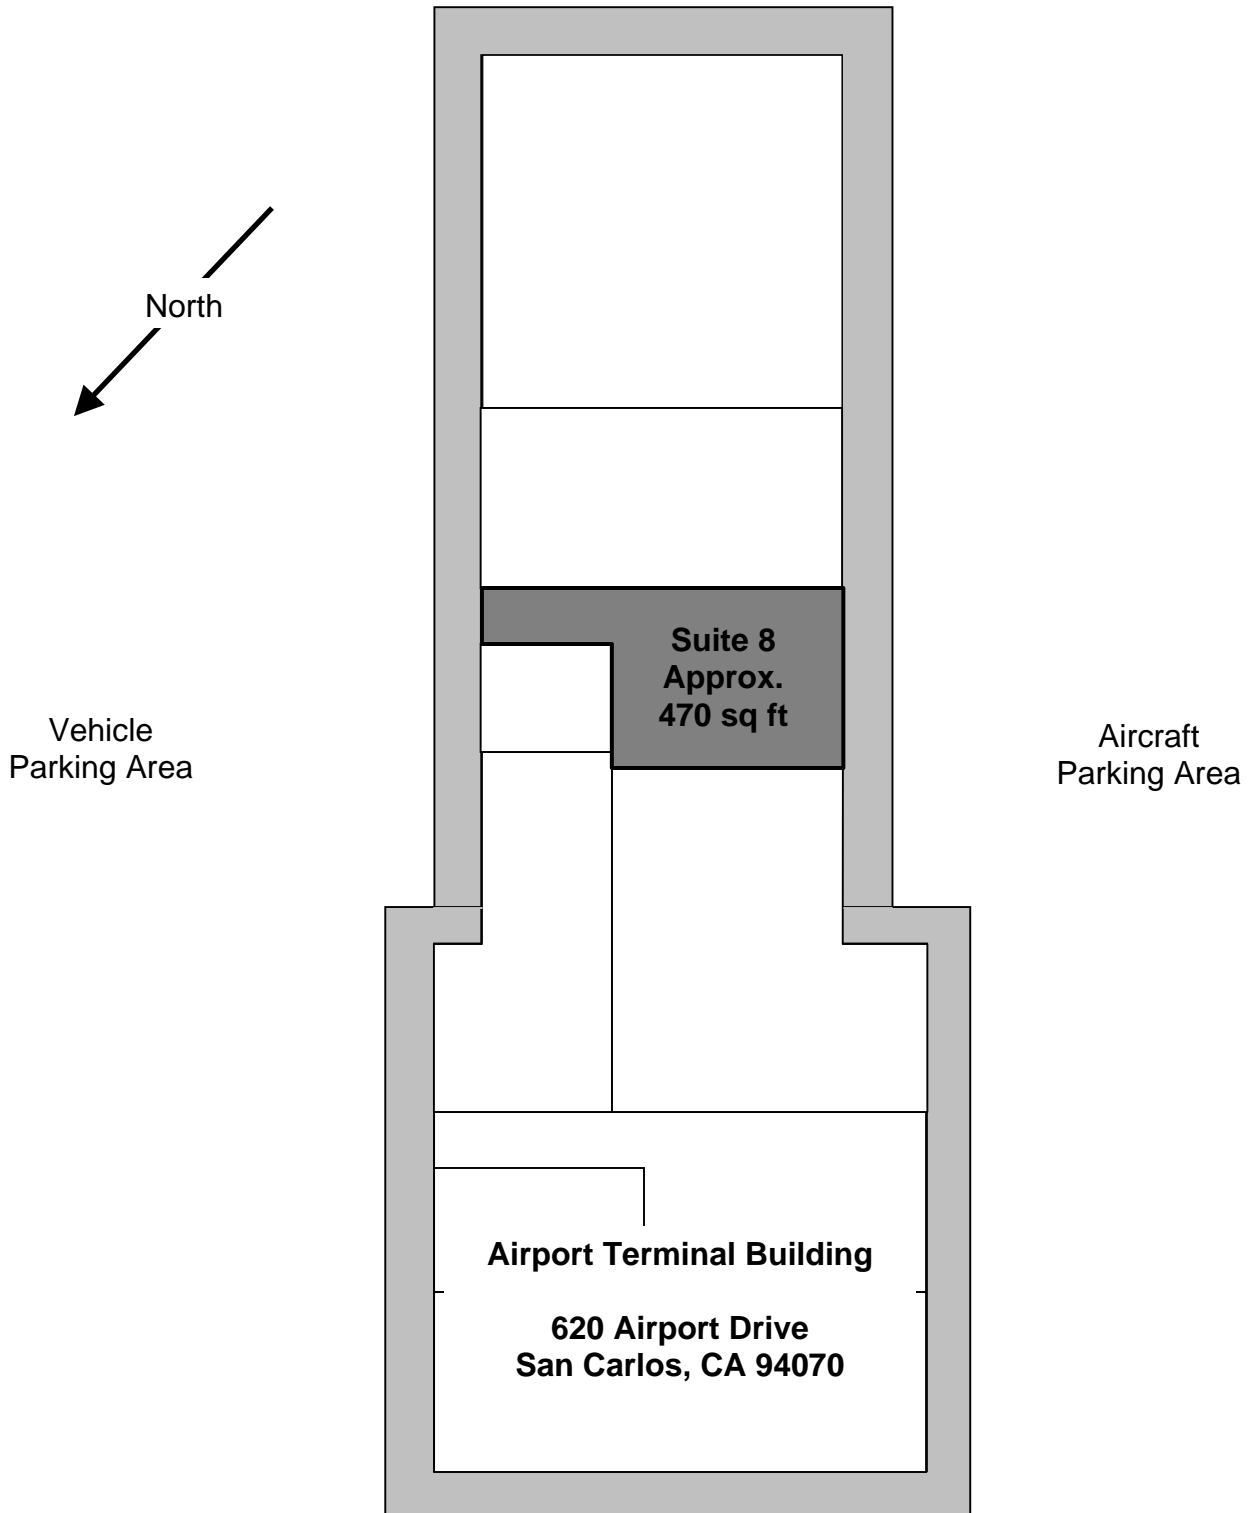 North
Suite 8
Approx.
470 sq ft
Vehicle
Parking Area
Aircraft
Parking Area
Airport Terminal Building
620 Airport Drive
San Carlos, CA 94070